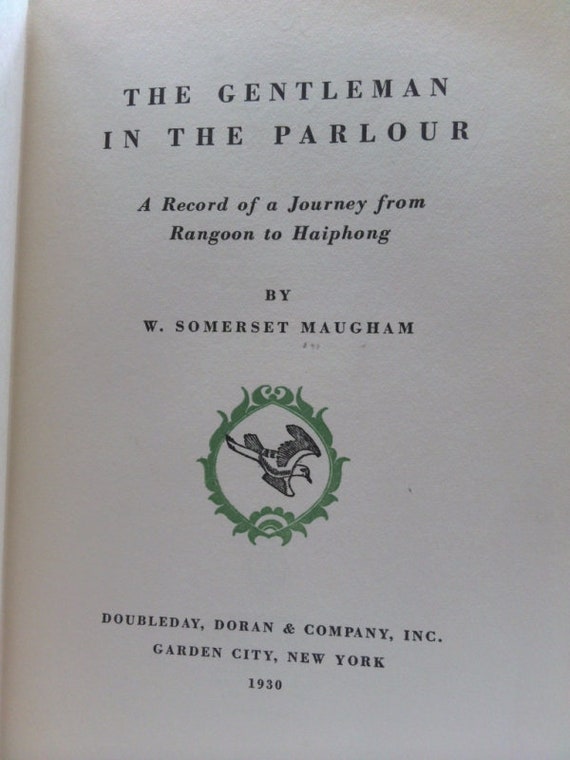 THE GENTLEMAN
IN THE PARLOUR
A Record of a Journey from
Rangoon to Haiphong
BY
W. SOMERSET MAUGHAM
DOUBLEDAY, DORAN & COMPANY, INC.
GARDEN CITY, NEW YORK
1930